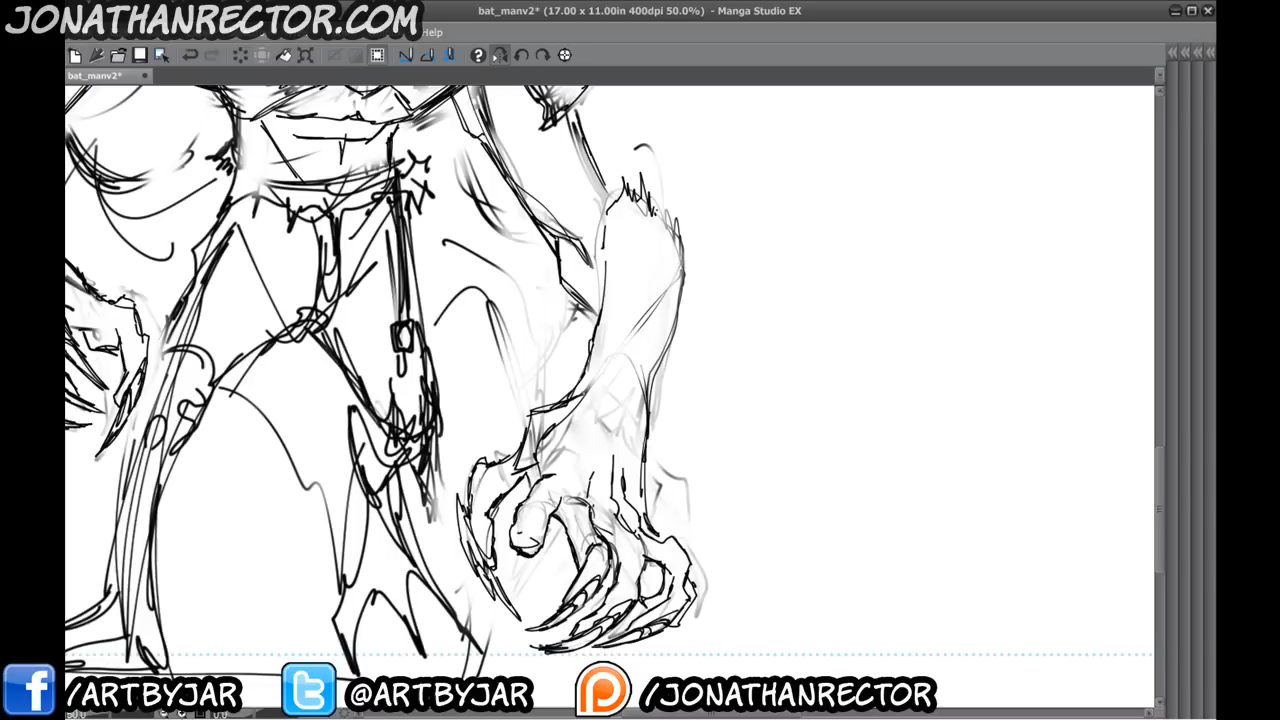 JONATHANRECTOR.COM
bat_manv2* (17.00 x 11.00in 400dpi 50.0%) - Manga Studio EX
Help
bat_manv2*
/ARTBYJAR
@ARTBYJAR
/JONATHANRECTOR